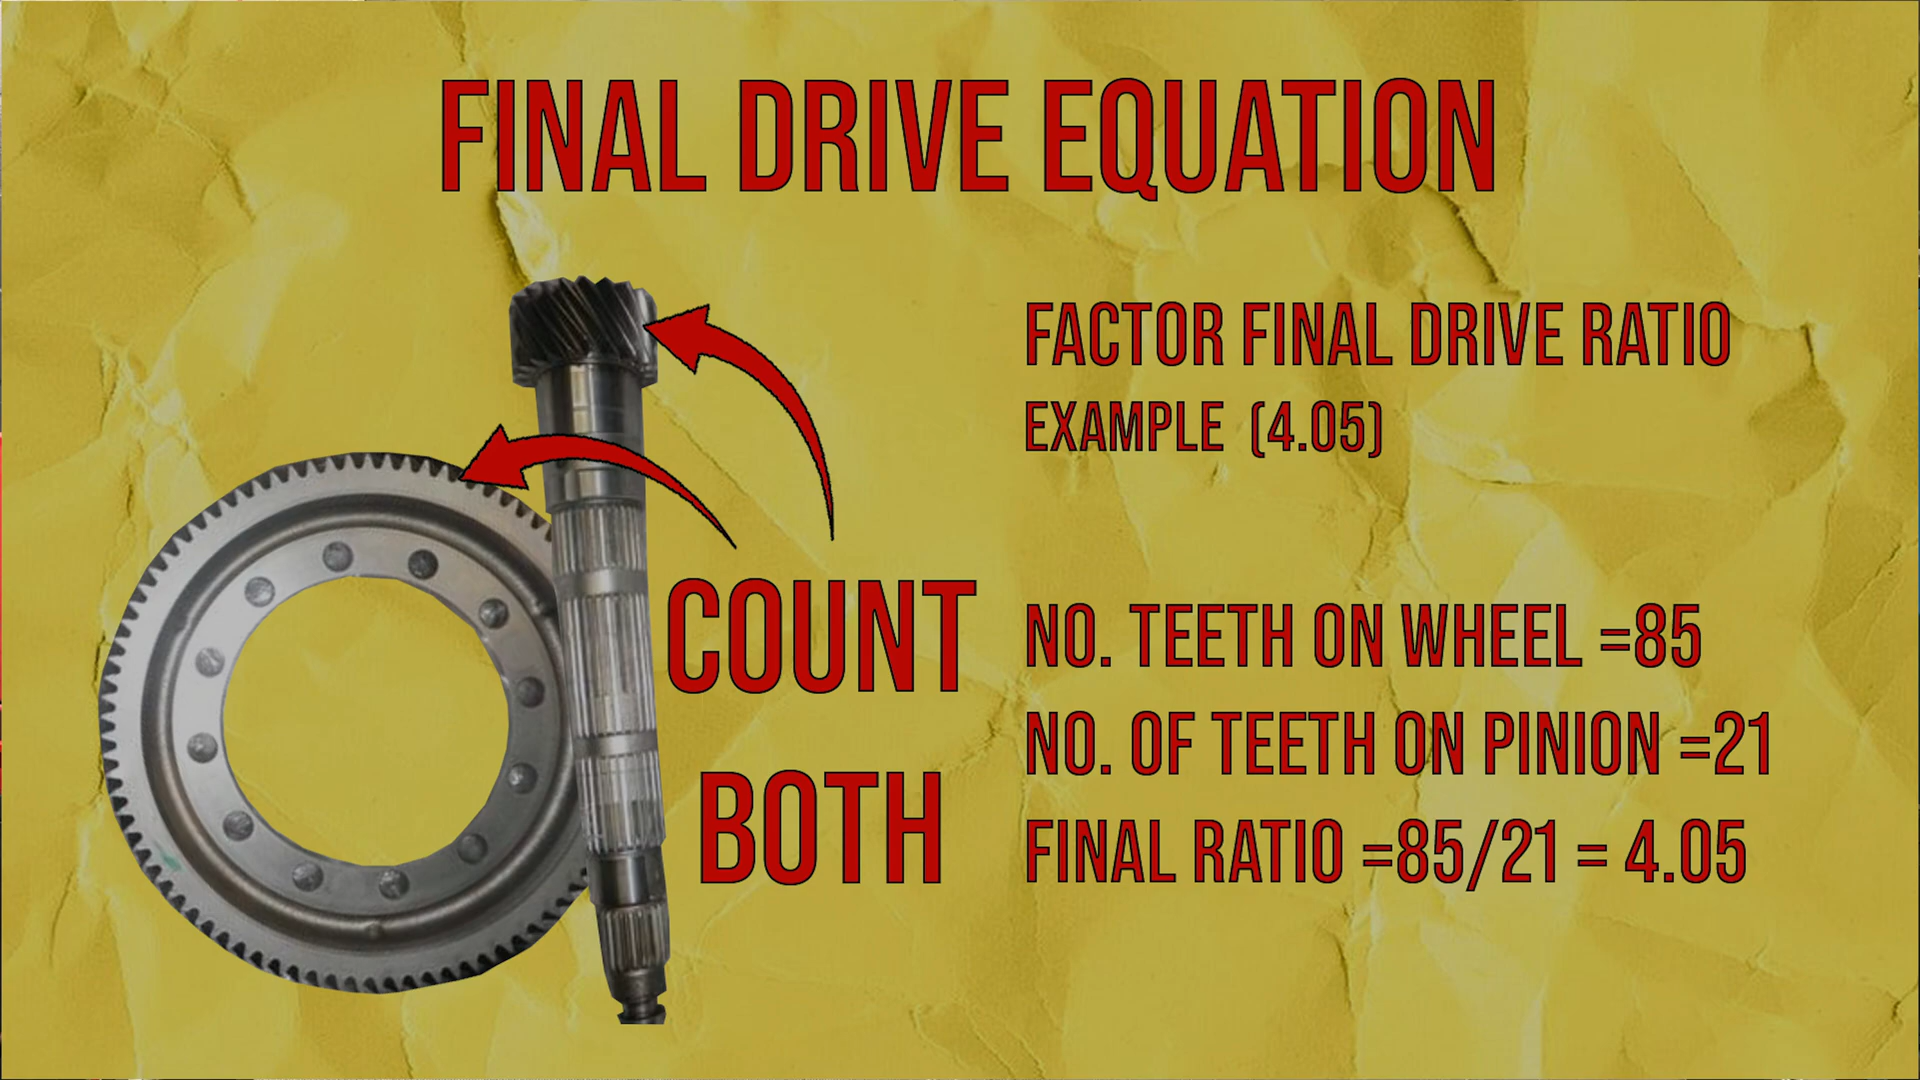 FINAL DRIVE EQUATION
FACTOR FINAL DRIVE RATIO
EXAMPLE (4.05)
COUNT
BOTH
NO. TEETH ON WHEEL =85
NO. OF TEETH ON PINION =21
FINAL RATIO =85/21 = 4.05